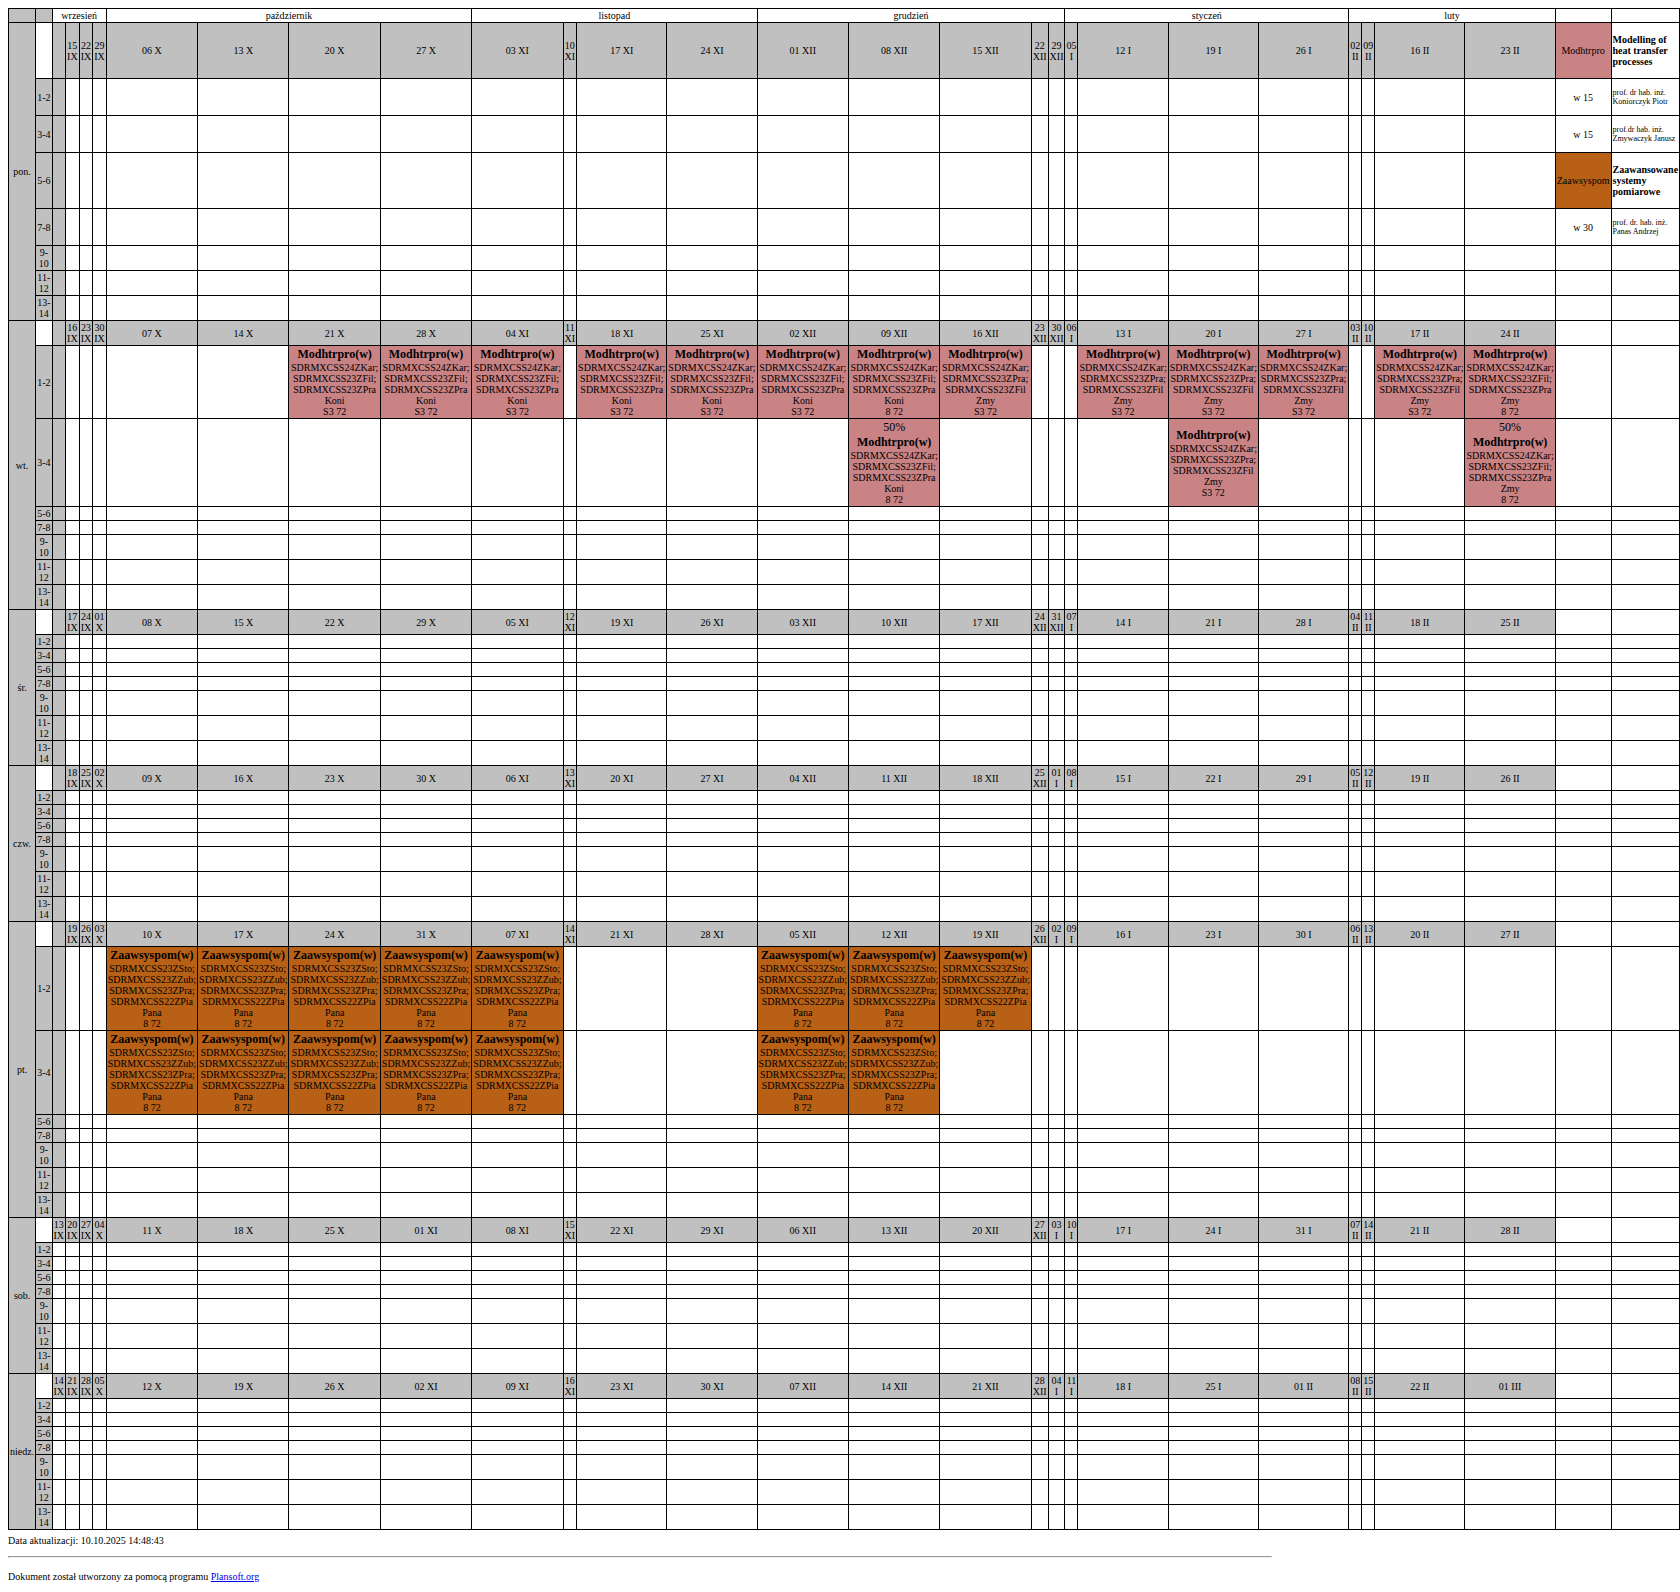 wrzesień październik listopad grudzień styczeń luty
pon. 15 IX 22 IX 29 IX 06 X 13 X 20 X 27 X 03 XI 10 XI 17 XI 24 XI 01 XII 08 XII 15 XII 22 XII 29 XII 05 I 12 I 19 I 26 I 02 II 09 II 16 II 23 II Modhtrpro Modelling of heat transfer processes
1-2 w 15 prof. dr hab. inż. Koniorczyk Piotr
3-4 w 15 prof.dr hab. inż. Zmywaczyk Janusz
5-6 Zaawsyspom Zaawansowane systemy pomiarowe
7-8 w 30 prof. dr. hab. inż. Panas Andrzej
9-10
11-12
13-14
wt. 16 IX 23 IX 30 IX 07 X 14 X 21 X 28 X 04 XI 11 XI 18 XI 25 XI 02 XII 09 XII 16 XII 23 XII 30 XII 06 I 13 I 20 I 27 I 03 II 10 II 17 II 24 II
1-2
Modhtrpro(w) Modhtrpro(w) Modhtrpro(w) Modhtrpro(w) Modhtrpro(w) Modhtrpro(w) Modhtrpro(w) Modhtrpro(w) Modhtrpro(w) Modhtrpro(w) Modhtrpro(w) Modhtrpro(w) Modhtrpro(w)
SDRMXCSS24ZKar; SDRMXCSS24ZKar; SDRMXCSS24ZKar; SDRMXCSS24ZKar; SDRMXCSS24ZKar; SDRMXCSS24ZKar; SDRMXCSS24ZKar; SDRMXCSS24ZKar; SDRMXCSS24ZKar; SDRMXCSS24ZKar; SDRMXCSS24ZKar; SDRMXCSS24ZKar; SDRMXCSS24ZKar;
SDRMXCSS23ZFil; SDRMXCSS23ZFil; SDRMXCSS23ZFil; SDRMXCSS23ZFil; SDRMXCSS23ZFil; SDRMXCSS23ZFil; SDRMXCSS23ZFil; SDRMXCSS23ZPra; SDRMXCSS23ZPra; SDRMXCSS23ZPra; SDRMXCSS23ZPra; SDRMXCSS23ZPra; SDRMXCSS23ZFil;
SDRMXCSS23ZPra SDRMXCSS23ZPra SDRMXCSS23ZPra SDRMXCSS23ZPra SDRMXCSS23ZPra SDRMXCSS23ZPra SDRMXCSS23ZPra SDRMXCSS23ZFil SDRMXCSS23ZFil SDRMXCSS23ZFil SDRMXCSS23ZFil SDRMXCSS23ZFil SDRMXCSS23ZPra
Koni Koni Koni Koni Koni Koni Koni Zmy Zmy Zmy Zmy Zmy Zmy
S3 72 S3 72 S3 72 S3 72 S3 72 S3 72 8 72 S3 72 S3 72 S3 72 S3 72 S3 72 8 72
3-4
50% 50%
Modhtrpro(w) Modhtrpro(w) Modhtrpro(w)
SDRMXCSS24ZKar; SDRMXCSS24ZKar; SDRMXCSS24ZKar;
SDRMXCSS23ZFil; SDRMXCSS23ZPra; SDRMXCSS23ZFil;
SDRMXCSS23ZPra SDRMXCSS23ZFil SDRMXCSS23ZPra
Koni Zmy Zmy
8 72 S3 72 8 72
5-6
7-8
9-10
11-12
13-14
śr. 17 IX 24 IX 01 X 08 X 15 X 22 X 29 X 05 XI 12 XI 19 XI 26 XI 03 XII 10 XII 17 XII 24 XII 31 XII 07 I 14 I 21 I 28 I 04 II 11 II 18 II 25 II
1-2
3-4
5-6
7-8
9-10
11-12
13-14
czw. 18 IX 25 IX 02 X 09 X 16 X 23 X 30 X 06 XI 13 XI 20 XI 27 XI 04 XII 11 XII 18 XII 25 XII 01 I 08 I 15 I 22 I 29 I 05 II 12 II 19 II 26 II
1-2
3-4
5-6
7-8
9-10
11-12
13-14
pt. 19 IX 26 IX 03 X 10 X 17 X 24 X 31 X 07 XI 14 XI 21 XI 28 XI 05 XII 12 XII 19 XII 26 XII 02 I 09 I 16 I 23 I 30 I 06 II 13 II 20 II 27 II
1-2
Zaawsyspom(w) Zaawsyspom(w) Zaawsyspom(w) Zaawsyspom(w) Zaawsyspom(w) Zaawsyspom(w) Zaawsyspom(w) Zaawsyspom(w)
SDRMXCSS23ZSto; SDRMXCSS23ZSto; SDRMXCSS23ZSto; SDRMXCSS23ZSto; SDRMXCSS23ZSto; SDRMXCSS23ZSto; SDRMXCSS23ZSto; SDRMXCSS23ZSto;
SDRMXCSS23ZZub; SDRMXCSS23ZZub; SDRMXCSS23ZZub; SDRMXCSS23ZZub; SDRMXCSS23ZZub; SDRMXCSS23ZZub; SDRMXCSS23ZZub; SDRMXCSS23ZZub;
SDRMXCSS23ZPra; SDRMXCSS23ZPra; SDRMXCSS23ZPra; SDRMXCSS23ZPra; SDRMXCSS23ZPra; SDRMXCSS23ZPra; SDRMXCSS23ZPra; SDRMXCSS23ZPra;
SDRMXCSS22ZPia SDRMXCSS22ZPia SDRMXCSS22ZPia SDRMXCSS22ZPia SDRMXCSS22ZPia SDRMXCSS22ZPia SDRMXCSS22ZPia SDRMXCSS22ZPia
Pana Pana Pana Pana Pana Pana Pana Pana
8 72 8 72 8 72 8 72 8 72 8 72 8 72 8 72
3-4
Zaawsyspom(w) Zaawsyspom(w) Zaawsyspom(w) Zaawsyspom(w) Zaawsyspom(w) Zaawsyspom(w) Zaawsyspom(w)
SDRMXCSS23ZSto; SDRMXCSS23ZSto; SDRMXCSS23ZSto; SDRMXCSS23ZSto; SDRMXCSS23ZSto; SDRMXCSS23ZSto; SDRMXCSS23ZSto;
SDRMXCSS23ZZub; SDRMXCSS23ZZub; SDRMXCSS23ZZub; SDRMXCSS23ZZub; SDRMXCSS23ZZub; SDRMXCSS23ZZub; SDRMXCSS23ZZub;
SDRMXCSS23ZPra; SDRMXCSS23ZPra; SDRMXCSS23ZPra; SDRMXCSS23ZPra; SDRMXCSS23ZPra; SDRMXCSS23ZPra; SDRMXCSS23ZPra;
SDRMXCSS22ZPia SDRMXCSS22ZPia SDRMXCSS22ZPia SDRMXCSS22ZPia SDRMXCSS22ZPia SDRMXCSS22ZPia SDRMXCSS22ZPia
Pana Pana Pana Pana Pana Pana Pana
8 72 8 72 8 72 8 72 8 72 8 72 8 72
5-6
7-8
9-10
11-12
13-14
sob. 13 IX 20 IX 27 IX 04 X 11 X 18 X 25 X 01 XI 08 XI 15 XI 22 XI 29 XI 06 XII 13 XII 20 XII 27 XII 03 I 10 I 17 I 24 I 31 I 07 II 14 II 21 II 28 II
1-2
3-4
5-6
7-8
9-10
11-12
13-14
niedz 14 IX 21 IX 28 IX 05 X 12 X 19 X 26 X 02 XI 09 XI 16 XI 23 XI 30 XI 07 XII 14 XII 21 XII 28 XII 04 I 11 I 18 I 25 I 01 II 08 II 15 II 22 II 01 III
1-2
3-4
5-6
7-8
9-10
11-12
13-14
Data aktualizacji: 10.10.2025 14:48:43
Dokument został utworzony za pomocą programu Plansoft.org